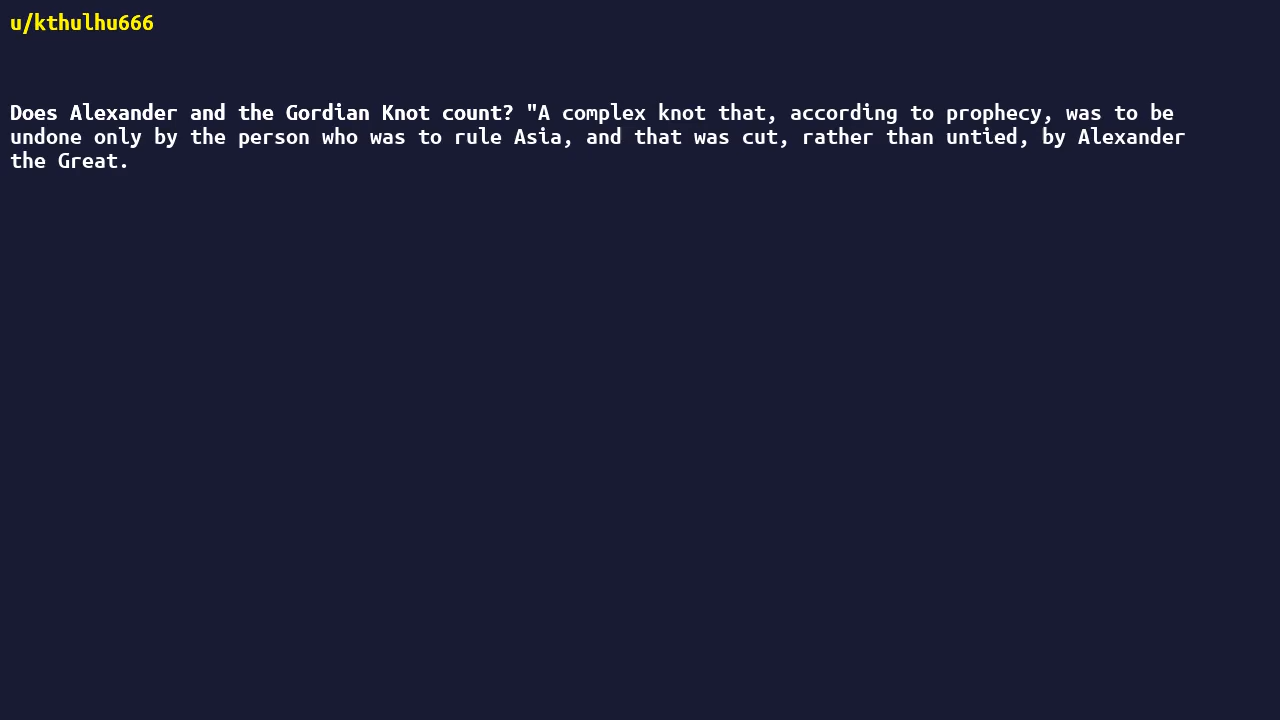 u/kthulhu666
Does Alexander and the Gordian Knot count? "A complex knot that, according to prophecy, was to be
undone only by the person who was to rule Asia, and that was cut, rather than untied, by Alexander
the Great.